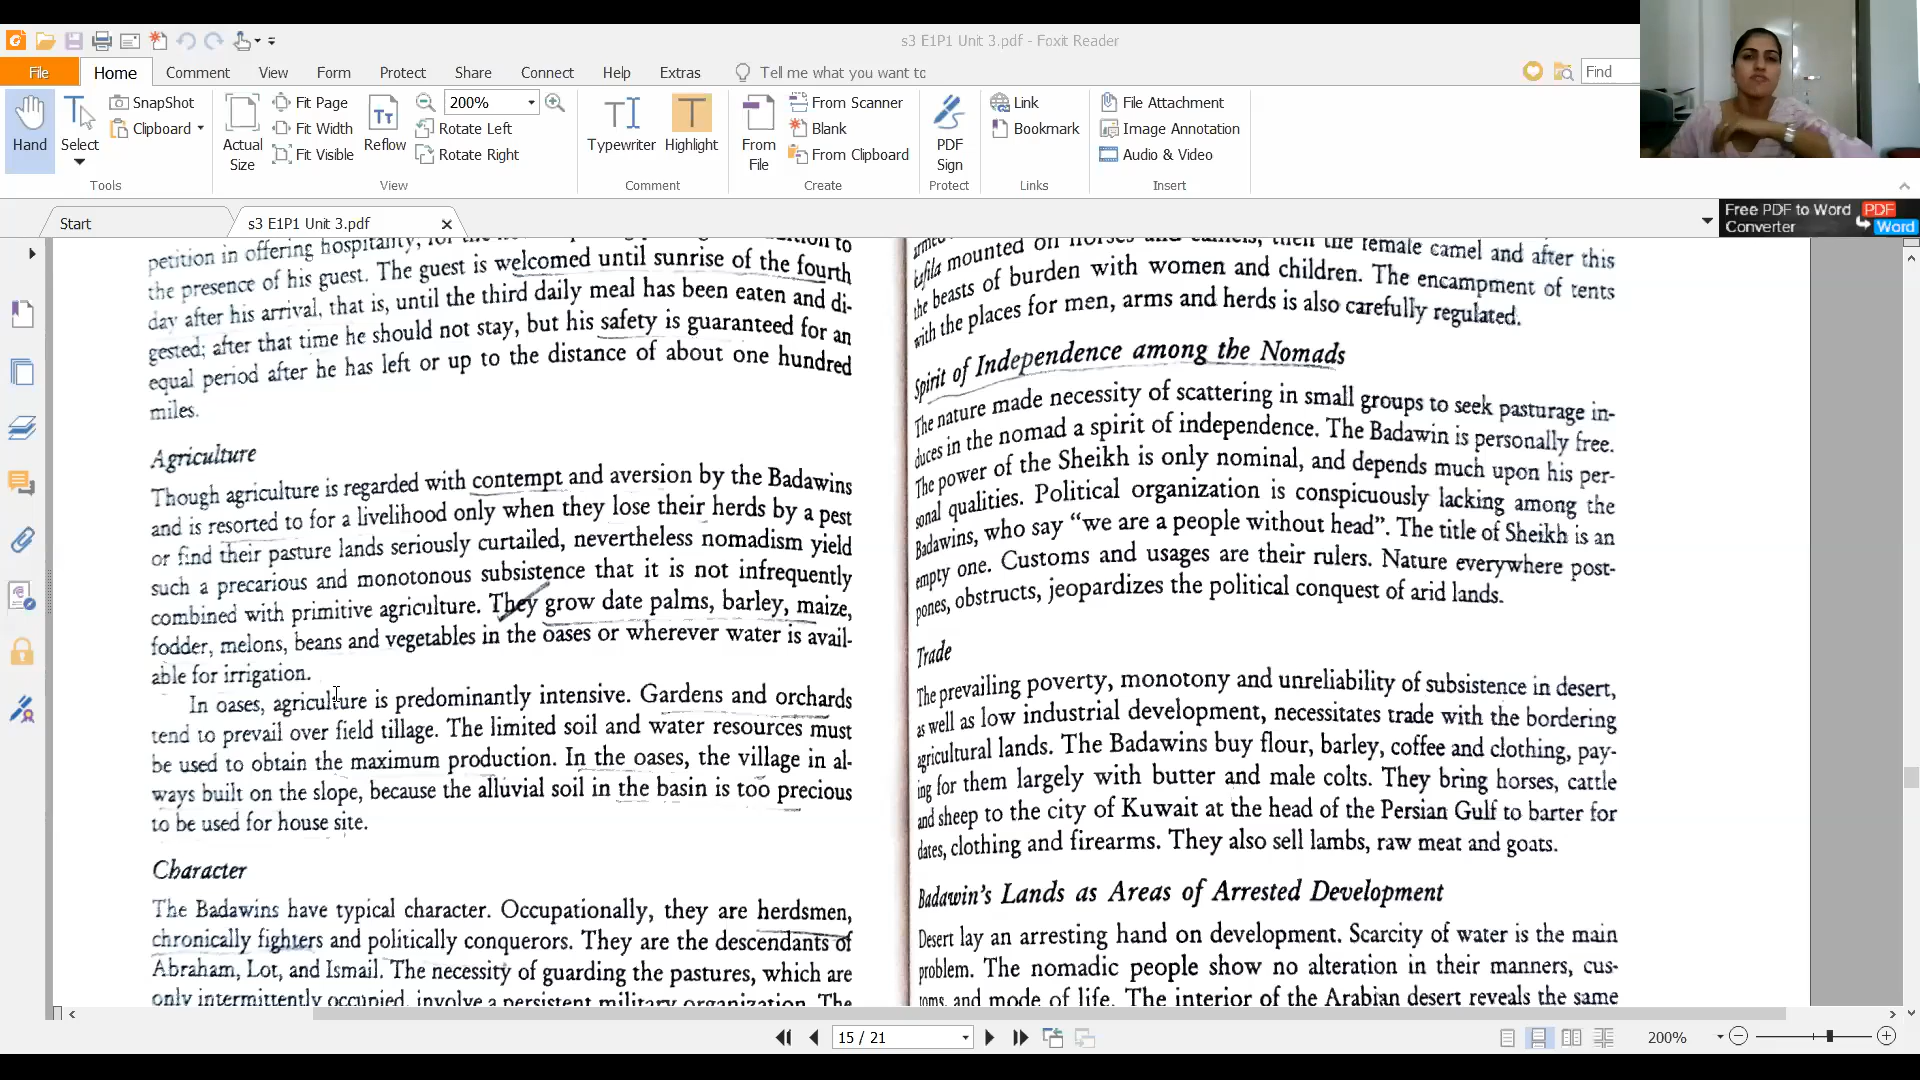 s3 E1P1 Unit 3.pdf - Foxit Reader
File
Home
Comment
View
Form
Protect
Share
Connect
Help
Extras
Tell me what you want to
Find
Hand
Select
SnapShot
Clipboard
Actual
Size
Fit Page
Fit Width
Fit Visible
Reflow
200%
Rotate Left
Rotate Right
Typewriter
Highlight
From
File
From Scanner
Blank
From Clipboard
PDF
Sign
Link
Bookmark
File Attachment
Image Annotation
Audio & Video
Tools
View
Comment
Create
Protect
Links
Insert
Start
s3 E1P1 Unit 3.pdf
Free PDF to Word
Converter
PDF
Word
petition in offering hospitality, for the
the presence of his guest. The guest is welcomed until sunrise of the fourth
day after his arrival, that is, until the third daily meal has been eaten and di-
gested; after that time he should not stay, but his safety is guaranteed for an
equal period after he has left or up to the distance of about one hundred
miles.
Agriculture
Though agriculture is regarded with contempt and aversion by the Badawins
and is resorted to for a livelihood only when they lose their herds by a pest
or find their pasture lands seriously curtailed, nevertheless nomadism yield
such a precarious and monotonous subsistence that it is not infrequently
combined with primitive agriculture. They grow date palms, barley, maize,
fodder, melons, beans and vegetables in the oases or wherever water is avail-
able for irrigation.
In oases, agriculture is predominantly intensive. Gardens and orchards
tend to prevail over field tillage. The limited soil and water resources must
be used to obtain the maximum production. In the oases, the village in al-
ways built on the slope, because the alluvial soil in the basin is too precious
to be used for house site.
Character
The Badawins have typical character. Occupationally, they are herdsmen,
chronically fighters and politically conquerors. They are the descendants of
Abraham, Lot, and Ismail. The necessity of guarding the pastures, which are
only intermittently occupied, involve a persistent military organization. The
kafila mounted on horses and camels, then the female camel and after this
the beasts of burden with women and children. The encampment of tents
with the places for men, arms and herds is also carefully regulated.
Spirit of Independence among the Nomads
The nature made necessity of scattering in small groups to seek pasturage in-
duces in the nomad a spirit of independence. The Badawin is personally free.
The power of the Sheikh is only nominal, and depends much upon his per-
sonal qualities. Political organization is conspicuously lacking among the
Badawins, who say "we are a people without head". The title of Sheikh is an
empty one. Customs and usages are their rulers. Nature everywhere post-
pones, obstructs, jeopardizes the political conquest of arid lands.
Trade
The prevailing poverty, monotony and unreliability of subsistence in desert,
as well as low industrial development, necessitates trade with the bordering
agricultural lands. The Badawins buy flour, barley, coffee and clothing, pay-
ing for them largely with butter and male colts. They bring horses, cattle
and sheep to the city of Kuwait at the head of the Persian Gulf to barter for
dates, clothing and firearms. They also sell lambs, raw meat and goats.
Badawin's Lands as Areas of Arrested Development
Desert lay an arresting hand on development. Scarcity of water is the main
problem. The nomadic people show no alteration in their manners, cus-
toms, and mode of life. The interior of the Arabian desert reveals the same
15 / 21
200%